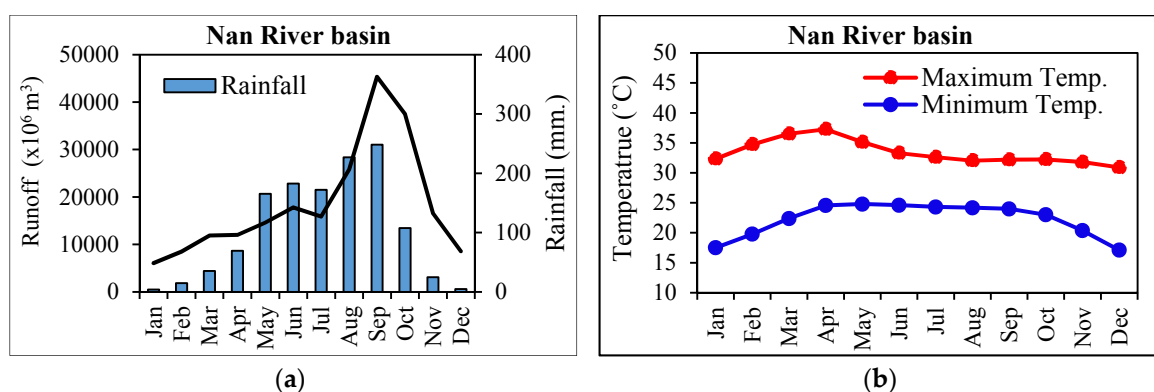 Nan River basin
Runoff (x10⁶ m³)
50000
40000
30000
20000
10000
0
Rainfall
400
300
200
100
0
Rainfall (mm.)
Jan Feb Mar Apr May Jun Jul Aug Sep Oct Nov Dec
(a)
Nan River basin
Temperatrue (˚C)
50
45
40
35
30
25
20
15
10
Maximum Temp.
Minimum Temp.
Jan Feb Mar Apr May Jun Jul Aug Sep Oct Nov Dec
(b)